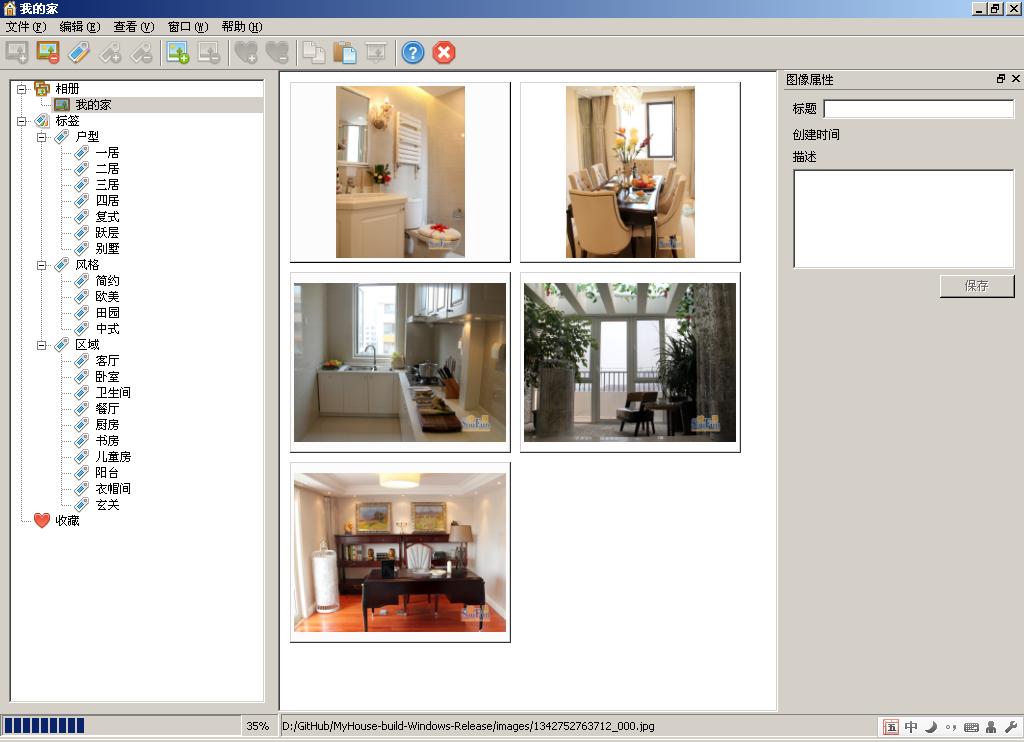 我的家
文件(F) 编辑(E) 查看(V) 窗口(W) 帮助(H)
相册
我的家
标签
户型
一居
二居
三居
四居
复式
跃层
别墅
风格
简约
欧美
田园
中式
区域
客厅
卧室
卫生间
餐厅
厨房
书房
儿童房
阳台
衣帽间
玄关
收藏
SouFun
SouFun
SouFun
SouFun
SouFun
图像属性
标题
创建时间
描述
保存
35% D:/GitHub/MyHouse-build-Windows-Release/images/1342752763712_000.jpg
五 中